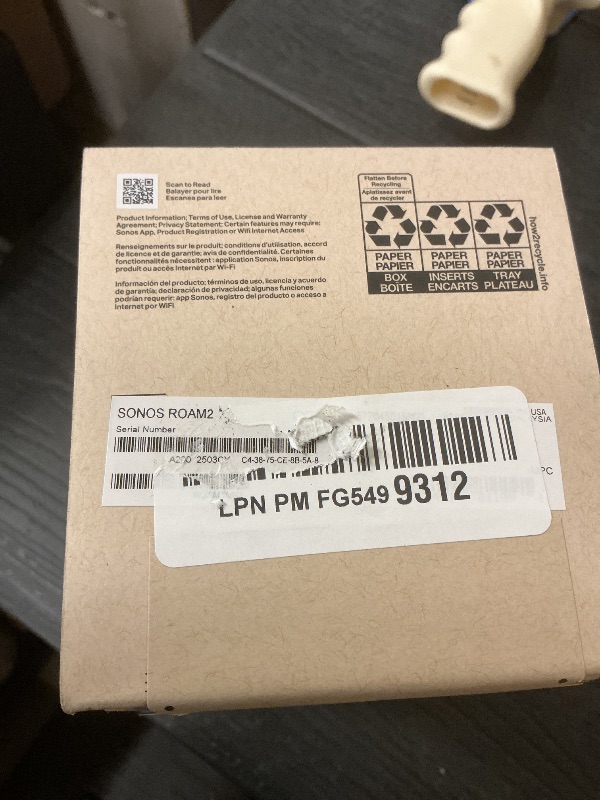 Scan to Read
Balayer pour lire
Escanea para leer
Product Information; Terms of Use, License and Warranty
Agreement; Privacy Statement; Certain features may require:
Sonos App, Product Registration or Wifi Internet Access
Renseignements sur le produit; conditions d'utilisation, accord
de licence et de garantie; avis de confidentialité. Certaines
fonctionnalités nécessitent : application Sonos, inscription du
produit ou accès Internet par Wi-Fi
Información del producto; términos de uso, licencia y acuerdo
de garantía; declaración de privacidad; algunas funciones
podrían requerir: app Sonos, registro del producto o acceso a
Internet por WiFi
Flatten Before
Recycling
Aplatissez avant
de recycler
PAPER PAPER PAPER
PAPIER PAPIER PAPIER
BOX INSERTS TRAY
BOÎTE ENCARTS PLATEAU
how2recycle.info
SONOS ROAM2
Serial Number
C4-38-75-CE-8B-5A-8
USA
YSIA
PC
LPN PM FG549 9312